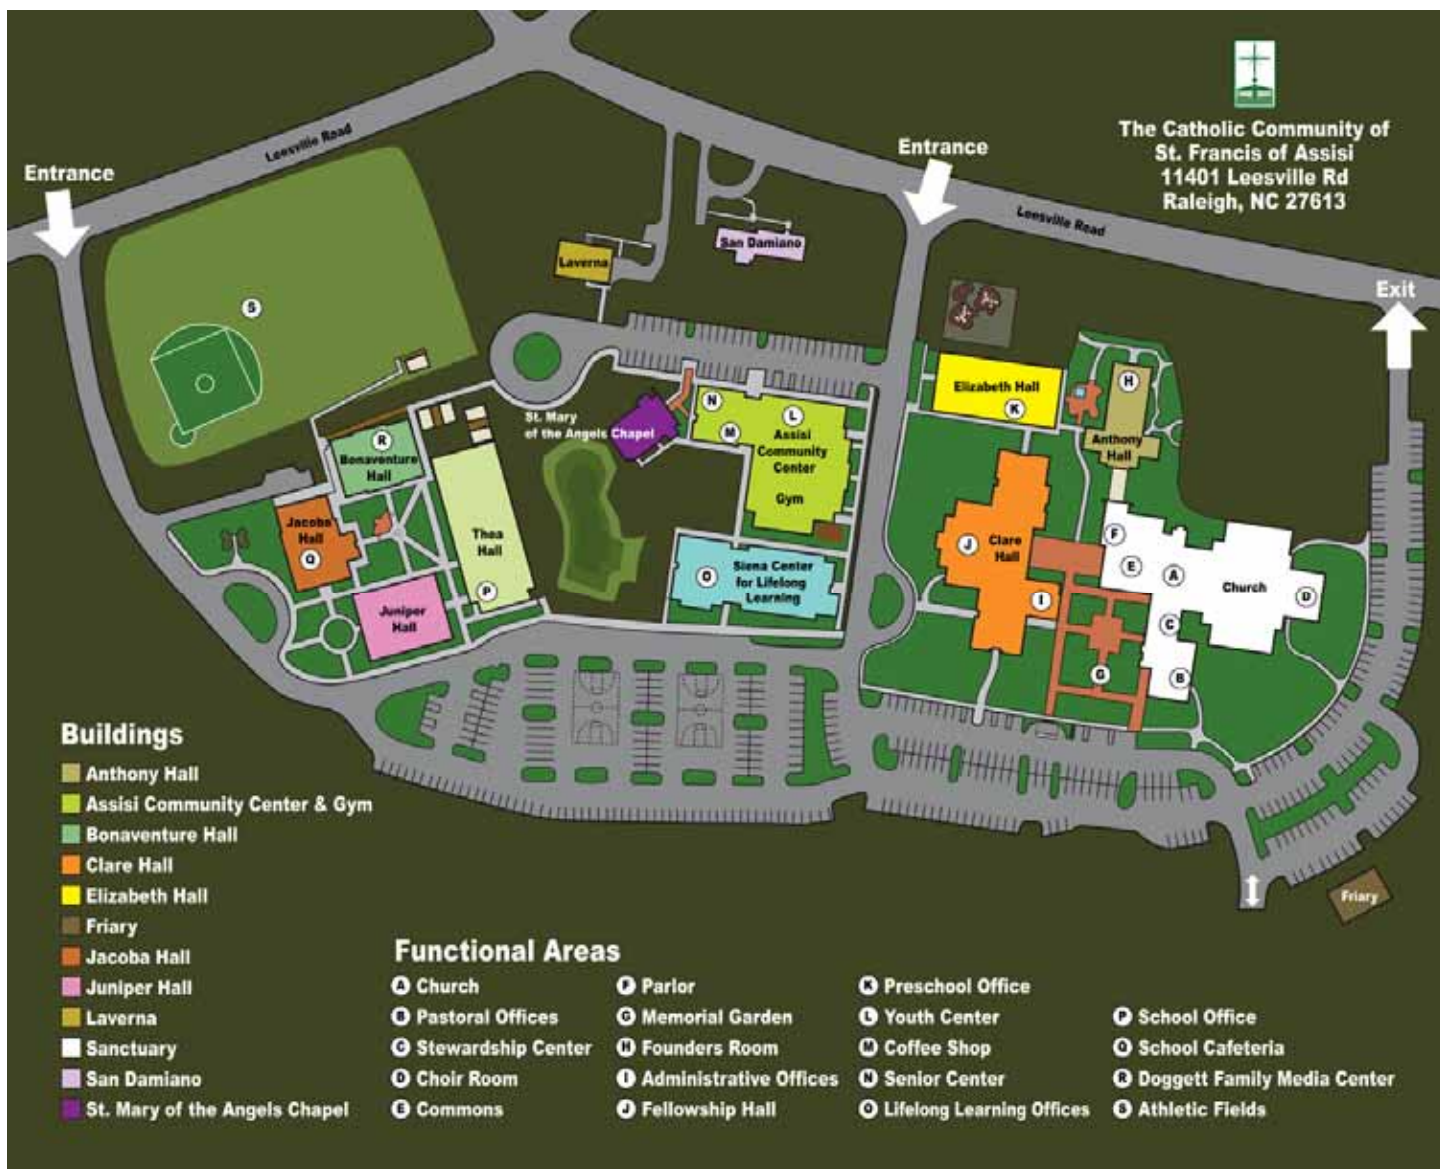 The Catholic Community of
St. Francis of Assisi
11401 Leesville Rd
Raleigh, NC 27613
Leesville Road
Entrance
Entrance
Leesville Road
Exit
San Damiano
Laverna
S
Elizabeth Hall
K
H
Anthony
Hall
St. Mary
of the Angels Chapel
N
L
M
Assisi
Community
Center
Gym
R
Bonaventure
Hall
Jacoba
Hall
Q
Thea
Hall
P
Juniper
Hall
O
Siena Center
for Lifelong
Learning
J
Clare
Hall
I
F
E
A
Church
D
C
B
G
Friary
Buildings
Anthony Hall
Assisi Community Center & Gym
Bonaventure Hall
Clare Hall
Elizabeth Hall
Friary
Jacoba Hall
Juniper Hall
Laverna
Sanctuary
San Damiano
St. Mary of the Angels Chapel
Functional Areas
A Church
B Pastoral Offices
C Stewardship Center
D Choir Room
E Commons
F Parlor
G Memorial Garden
H Founders Room
I Administrative Offices
J Fellowship Hall
K Preschool Office
L Youth Center
M Coffee Shop
N Senior Center
O Lifelong Learning Offices
P School Office
Q School Cafeteria
R Doggett Family Media Center
S Athletic Fields